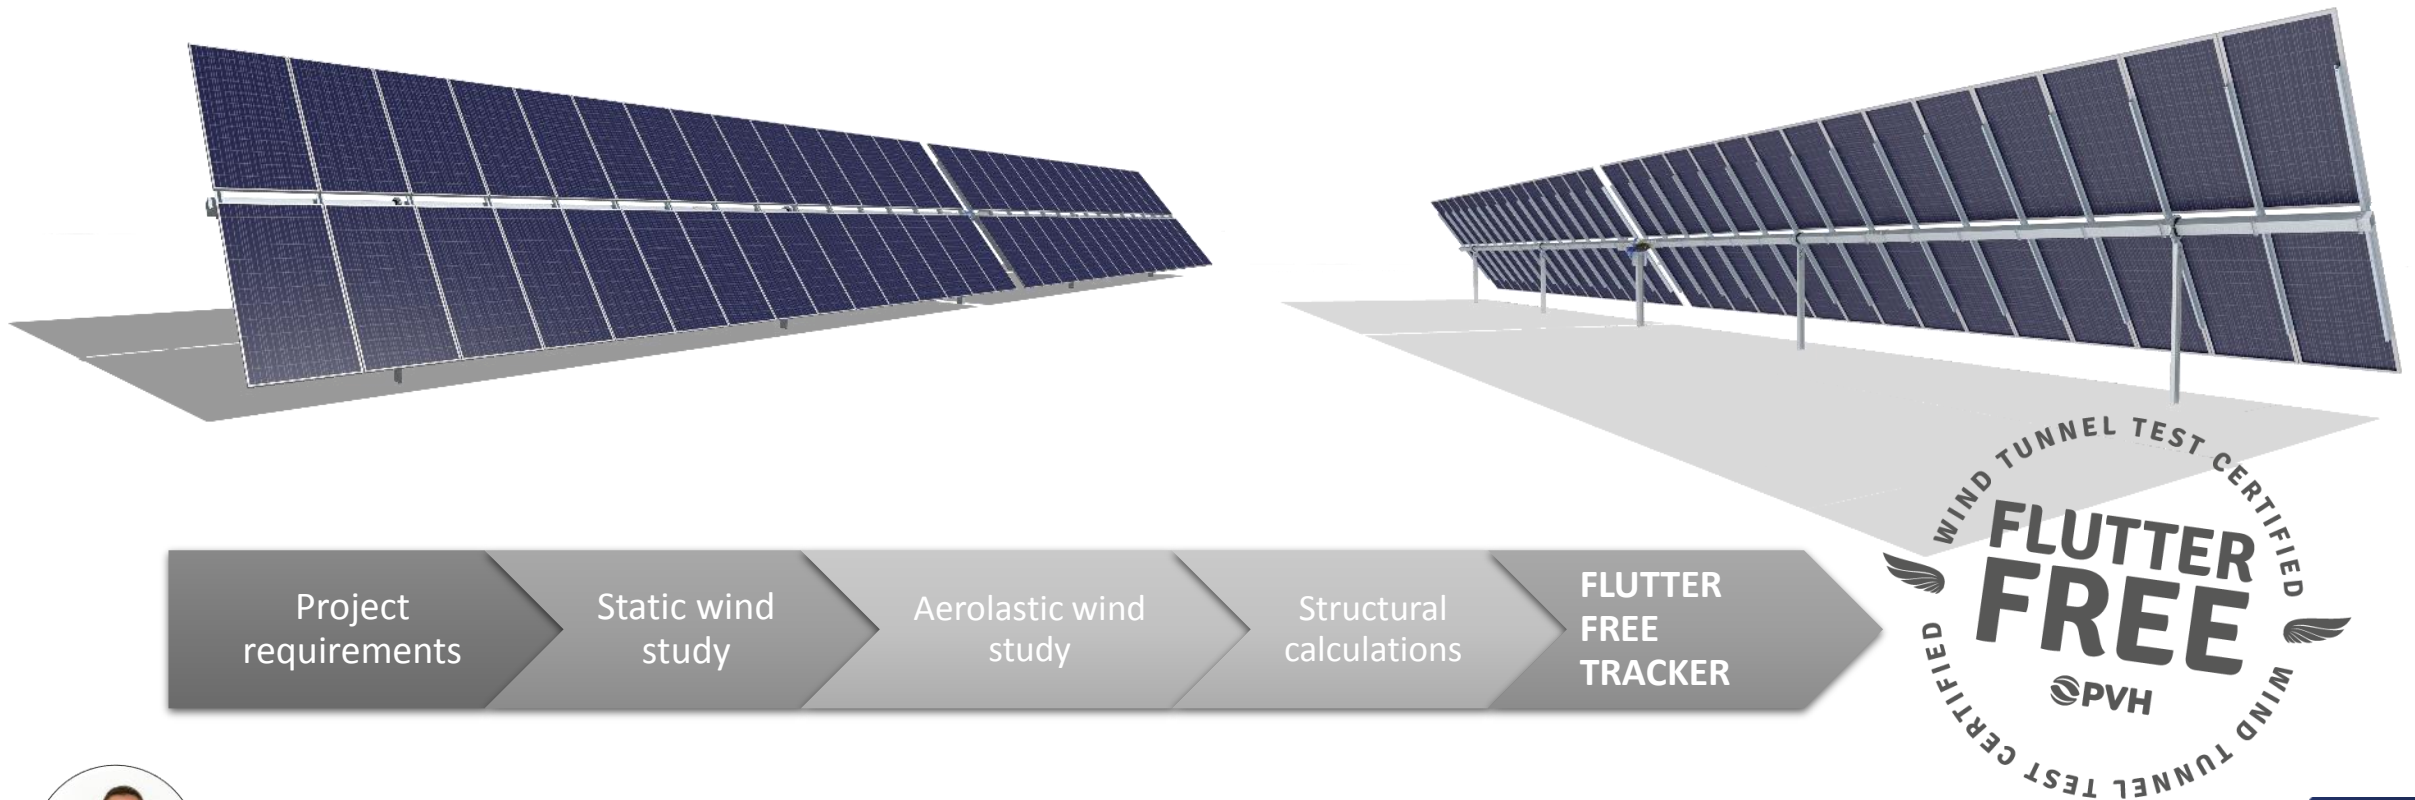 Project
requirements
Static wind
study
Aerolastic wind
study
Structural
calculations
FLUTTER
FREE
TRACKER
WIND TUNNEL TEST CERTIFIED
FLUTTER
FREE
PVH
WIND TUNNEL TEST CERTIFIED